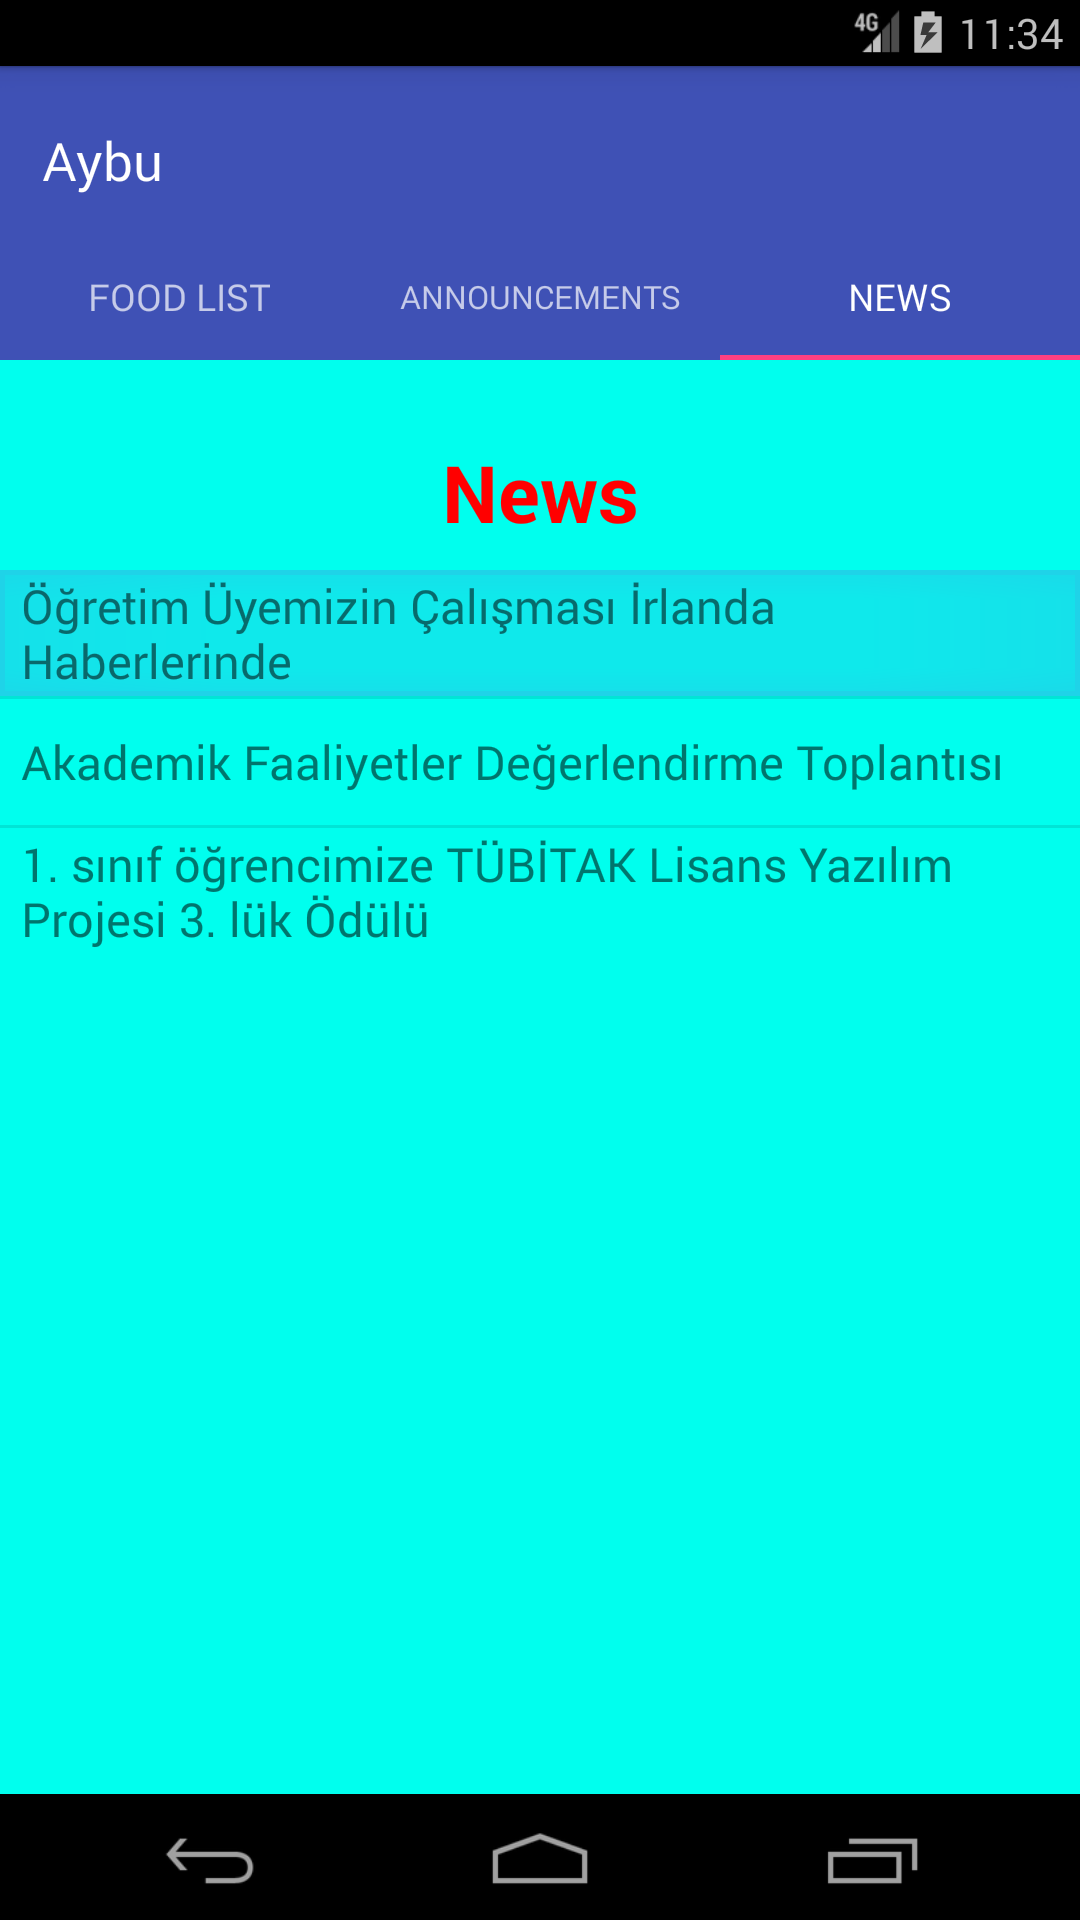 4G 11:34
Aybu
FOOD LIST ANNOUNCEMENTS NEWS
News
Öğretim Üyemizin Çalışması İrlanda
Haberlerinde
Akademik Faaliyetler Değerlendirme Toplantısı
1. sınıf öğrencimize TÜBİTAK Lisans Yazılım
Projesi 3. lük Ödülü